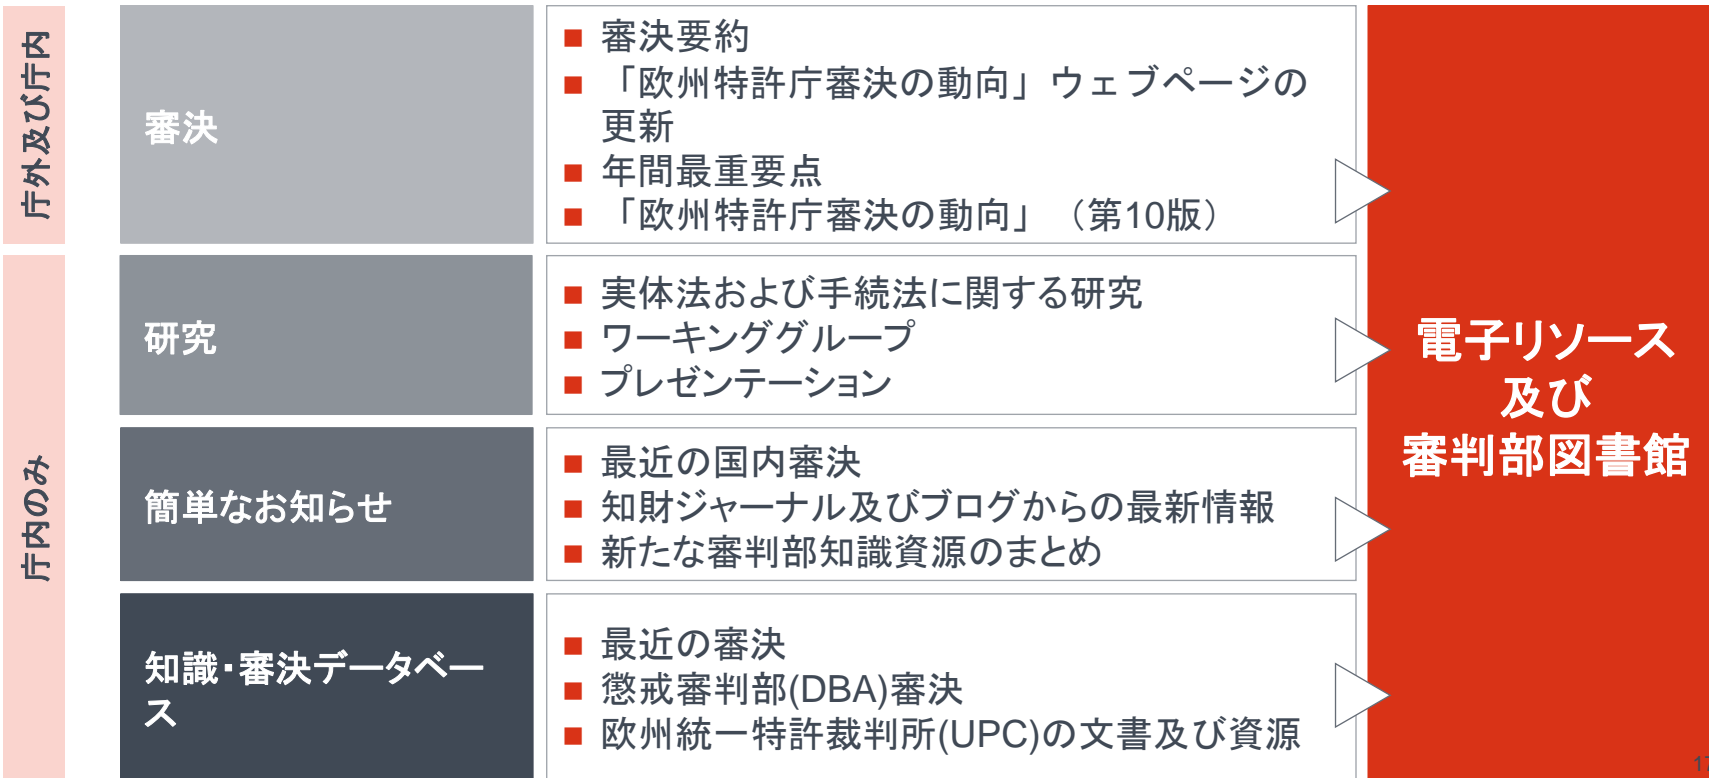 庁外及び庁内
審決
■ 審決要約
■ 「欧州特許庁審決の動向」ウェブページの
更新
■ 年間最重要点
■ 「欧州特許庁審決の動向」（第10版）
庁内のみ
研究
■ 実体法および手続法に関する研究
■ ワーキンググループ
■ プレゼンテーション
簡単なお知らせ
■ 最近の国内審決
■ 知財ジャーナル及びブログからの最新情報
■ 新たな審判部知識資源のまとめ
知識・審決データベー
ス
■ 最近の審決
■ 懲戒審判部(DBA)審決
■ 欧州統一特許裁判所(UPC)の文書及び資源
電子リソース
及び
審判部図書館
17